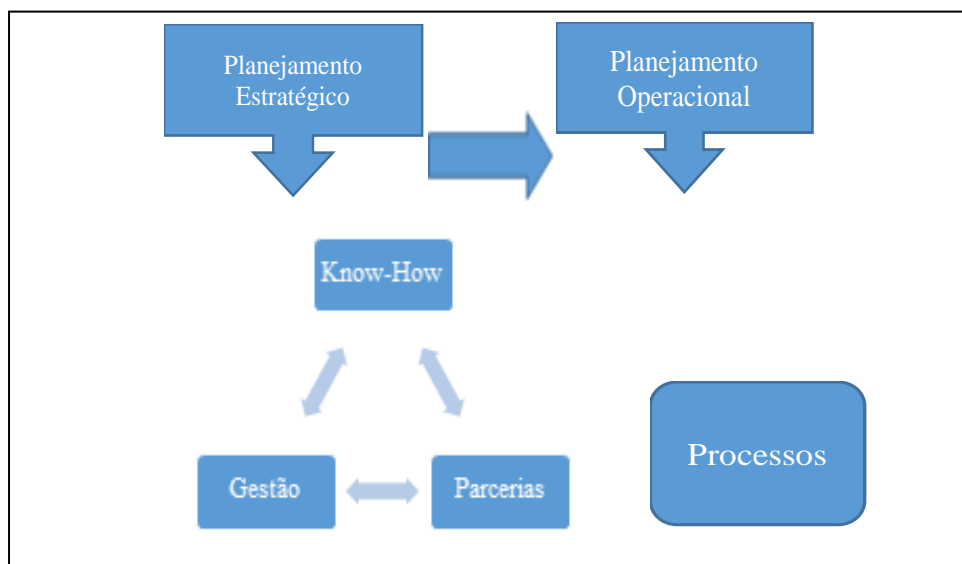 Planejamento
Estratégico
Planejamento
Operacional
Know-How
Gestão
Parcerias
Processos